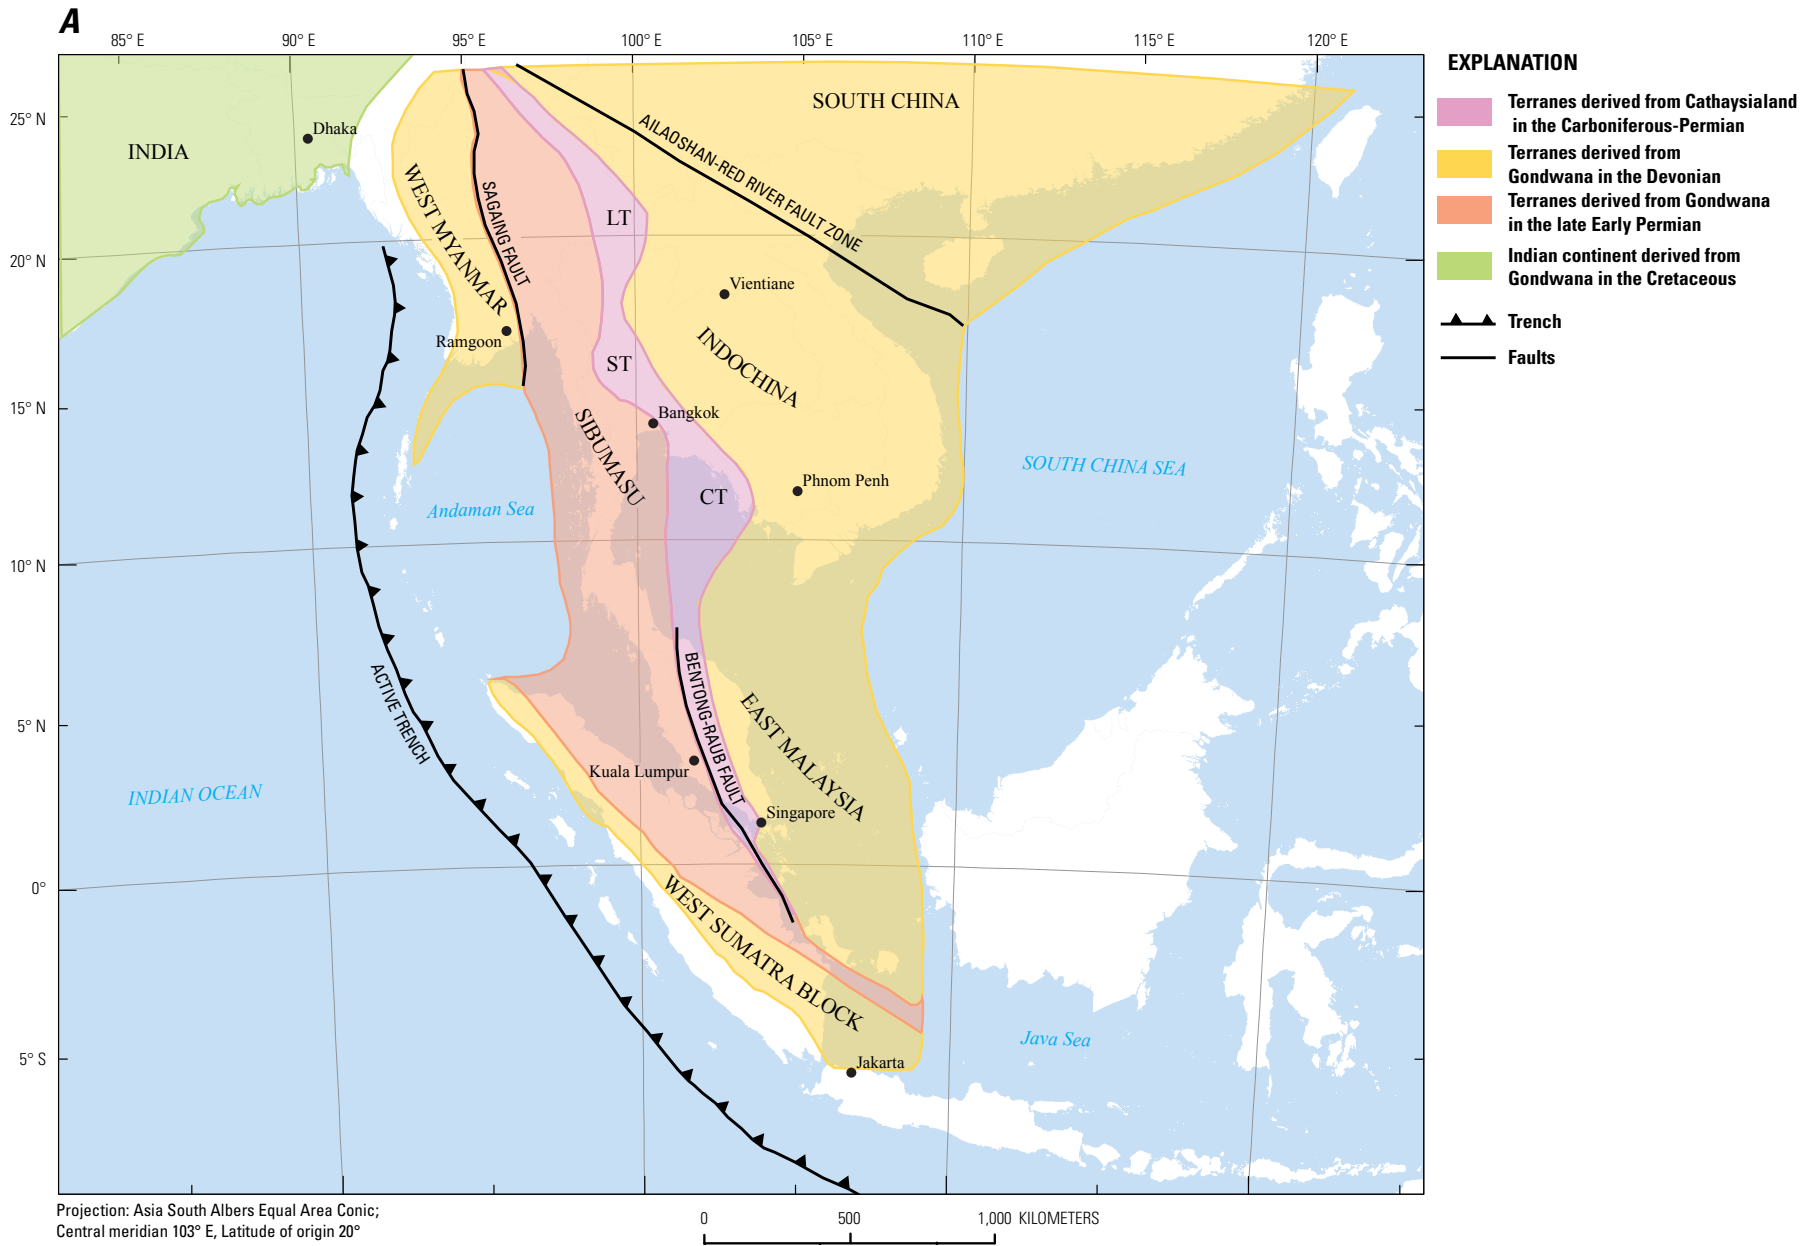 A
85° E
90° E
95° E
100° E
105° E
110° E
115° E
120° E
25° N
20° N
15° N
10° N
5° N
0°
5° S
INDIA
Dhaka
SOUTH CHINA
AILAOSHAN-RED RIVER FAULT ZONE
WEST MYANMAR
SAGAING FAULT
LT
Vientiane
Ramgoon
INDOCHINA
ST
Bangkok
SIBUMASU
SOUTH CHINA SEA
Phnom Penh
CT
Andaman Sea
ACTIVE TRENCH
BENTONG-RAUB FAULT
EAST MALAYSIA
Kuala Lumpur
INDIAN OCEAN
Singapore
WEST SUMATRA BLOCK
Java Sea
Jakarta
EXPLANATION
Terranes derived from Cathaysialand
in the Carboniferous-Permian
Terranes derived from
Gondwana in the Devonian
Terranes derived from Gondwana
in the late Early Permian
Indian continent derived from
Gondwana in the Cretaceous
Trench
Faults
Projection: Asia South Albers Equal Area Conic;
Central meridian 103° E, Latitude of origin 20°
0 500 1,000 KILOMETERS